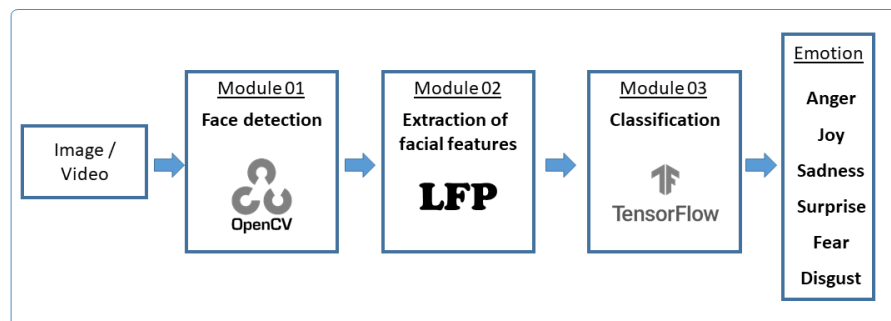 Image /
Video
Module 01
Face detection
OpenCV
Module 02
Extraction of
facial features
LFP
Module 03
Classification
TensorFlow
Emotion
Anger
Joy
Sadness
Surprise
Fear
Disgust